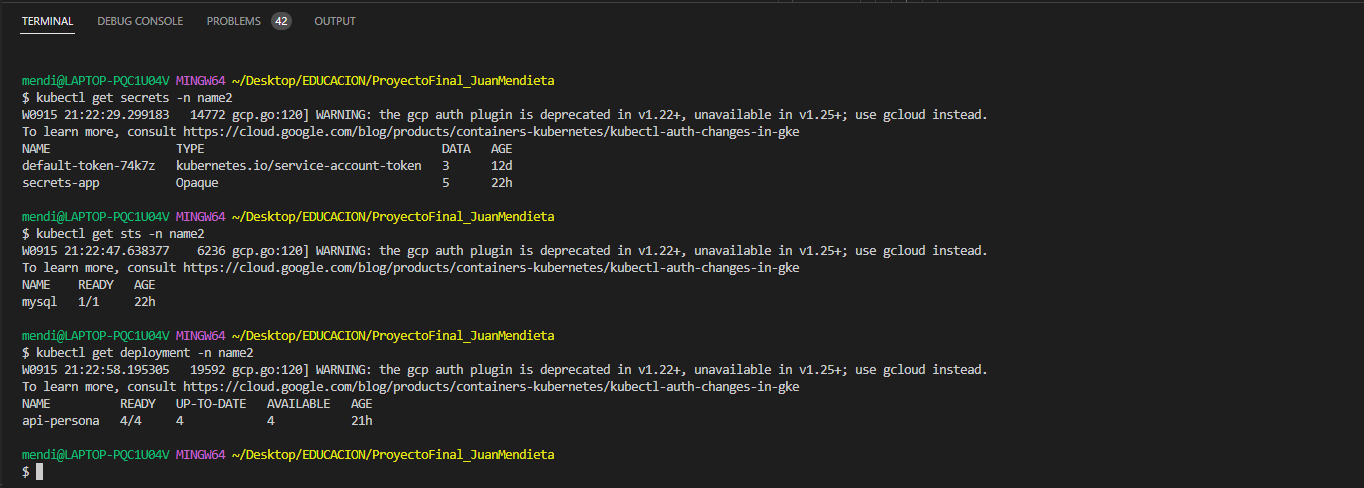 TERMINAL DEBUG CONSOLE PROBLEMS 42 OUTPUT
mendi@LAPTOP-PQC1U04V MINGW64 ~/Desktop/EDUCACION/ProyectoFinal_JuanMendieta
$ kubectl get secrets -n name2
W0915 21:22:29.299183   14772 gcp.go:120] WARNING: the gcp auth plugin is deprecated in v1.22+, unavailable in v1.25+; use gcloud instead.
To learn more, consult https://cloud.google.com/blog/products/containers-kubernetes/kubectl-auth-changes-in-gke
NAME                  TYPE                                  DATA   AGE
default-token-74k7z   kubernetes.io/service-account-token   3      12d
secrets-app           Opaque                                5      22h
mendi@LAPTOP-PQC1U04V MINGW64 ~/Desktop/EDUCACION/ProyectoFinal_JuanMendieta
$ kubectl get sts -n name2
W0915 21:22:47.638377    6236 gcp.go:120] WARNING: the gcp auth plugin is deprecated in v1.22+, unavailable in v1.25+; use gcloud instead.
To learn more, consult https://cloud.google.com/blog/products/containers-kubernetes/kubectl-auth-changes-in-gke
NAME    READY   AGE
mysql   1/1     22h
mendi@LAPTOP-PQC1U04V MINGW64 ~/Desktop/EDUCACION/ProyectoFinal_JuanMendieta
$ kubectl get deployment -n name2
W0915 21:22:58.195305   19592 gcp.go:120] WARNING: the gcp auth plugin is deprecated in v1.22+, unavailable in v1.25+; use gcloud instead.
To learn more, consult https://cloud.google.com/blog/products/containers-kubernetes/kubectl-auth-changes-in-gke
NAME          READY   UP-TO-DATE   AVAILABLE   AGE
api-persona   4/4     4            4           21h
mendi@LAPTOP-PQC1U04V MINGW64 ~/Desktop/EDUCACION/ProyectoFinal_JuanMendieta
$